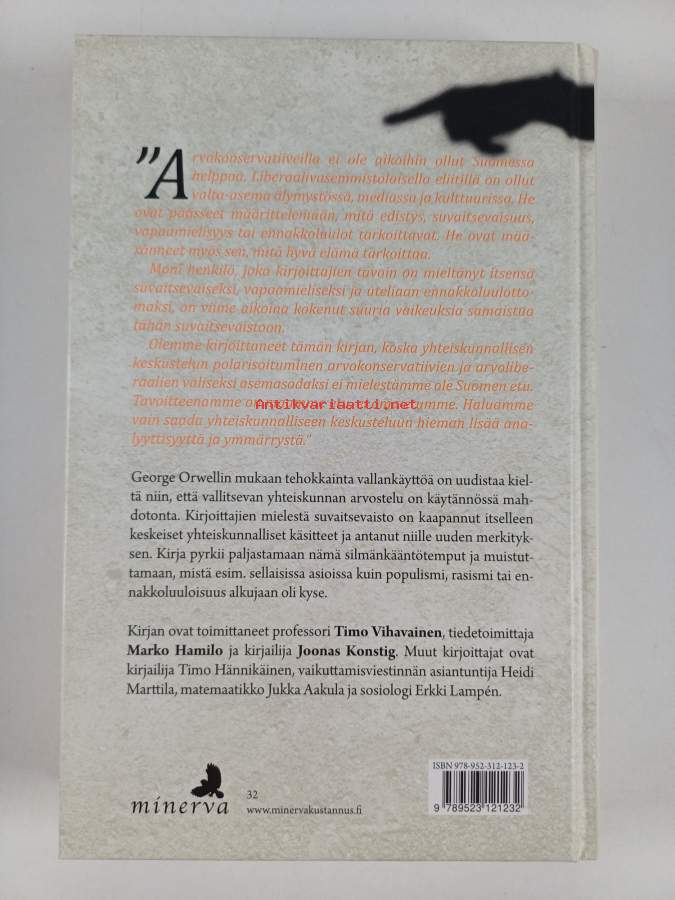 ”Arvokonservatiiveilla ei ole aikoihin ollut Suomessa
helppoa. Liberaalivasemmistolaisella eliitillä on ollut
valta-asema älymystössä, mediassa ja kulttuurissa. He
ovat päässeet määrittelemään, mitä edistys, suvaitsevaisuus,
vapaamielisyys tai ennakkoluulot tarkoittavat. He ovat mää-
ränneet myös sen, mitä hyvä elämä tarkoittaa.
Moni henkilö, joka kirjoittajien tavoin on mieltänyt itsensä
suvaitsevaiseksi, vapaamieliseksi ja uteliaan ennakkoluulotto-
maksi, on viime aikoina kokenut suuria vaikeuksia samaistua
tähän suvaitsevaistoon.
Olemme kirjoittaneet tämän kirjan, koska yhteiskunnallisen
keskustelun polarisoituminen arvokonservatiivien ja arvolibe-
raalien väliseksi asemasodaksi ei mielestämme ole Suomen etu.
Tavoitteenamme on
Antikvariaatti.net
tumme. Haluamme
vain saada yhteiskunnalliseen keskusteluun hieman lisää ana-
lyyttisyyttä ja ymmärrystä.”
George Orwellin mukaan tehokkainta vallankäyttöä on uudistaa kiel-
tä niin, että vallitsevan yhteiskunnan arvostelu on käytännössä mah-
dotonta. Kirjoittajien mielestä suvaitsevaisto on kaapannut itselleen
keskeiset yhteiskunnalliset käsitteet ja antanut niille uuden merkityk-
sen. Kirja pyrkii paljastamaan nämä silmänkääntötemput ja muistut-
tamaan, mistä esim. sellaisissa asioissa kuin populismi, rasismi tai en-
nakkoluuloisuus alkujaan oli kyse.
Kirjan ovat toimittaneet professori Timo Vihavainen, tiedetoimittaja
Marko Hamilo ja kirjailija Joonas Konstig. Muut kirjoittajat ovat
kirjailija Timo Hännikäinen, vaikuttamisviestinnän asiantuntija Heidi
Marttila, matemaatikko Jukka Aakula ja sosiologi Erkki Lampén.
minerva
32
www.minervakustannus.fi
ISBN 978-952-312-123-2
9 789523 121232